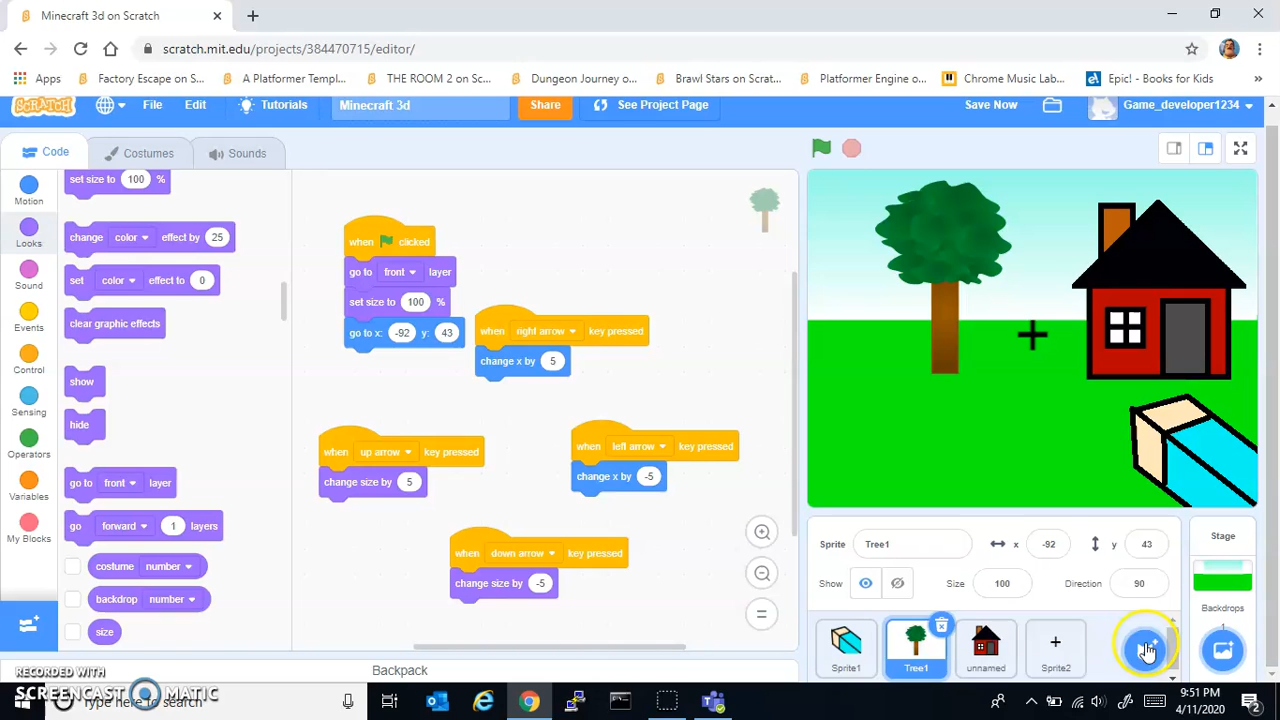 Minecraft 3d on Scratch
scratch.mit.edu/projects/384470715/editor/
Apps Factory Escape on S... A Platformer Templ... THE ROOM 2 on Scr... Dungeon Journey o... Brawl Stars on Scrat... Platformer Engine o... Chrome Music Lab... Epic! - Books for Kids »
SCRATCH File Edit Tutorials Minecraft 3d Share See Project Page Save Now Game_developer1234
Code Costumes Sounds
Motion
Looks
Sound
Events
Control
Sensing
Operators
Variables
My Blocks
set size to 100 %
change color effect by 25
set color effect to 0
clear graphic effects
show
hide
go to front layer
go forward 1 layers
costume number
backdrop number
size
when clicked
go to front layer
set size to 100 %
go to x: -92 y: 43
when right arrow key pressed
change x by 5
when up arrow key pressed
change size by 5
when left arrow key pressed
change x by -5
when down arrow key pressed
change size by -5
Sprite Tree1 x -92 y 43
Show Size 100 Direction 90
Sprite1 Tree1 unnamed Sprite2
Stage
Backdrops
1
Backpack
RECORDED WITH
SCREENCAST MATIC
Type here to search
9:51 PM
4/11/2020
2